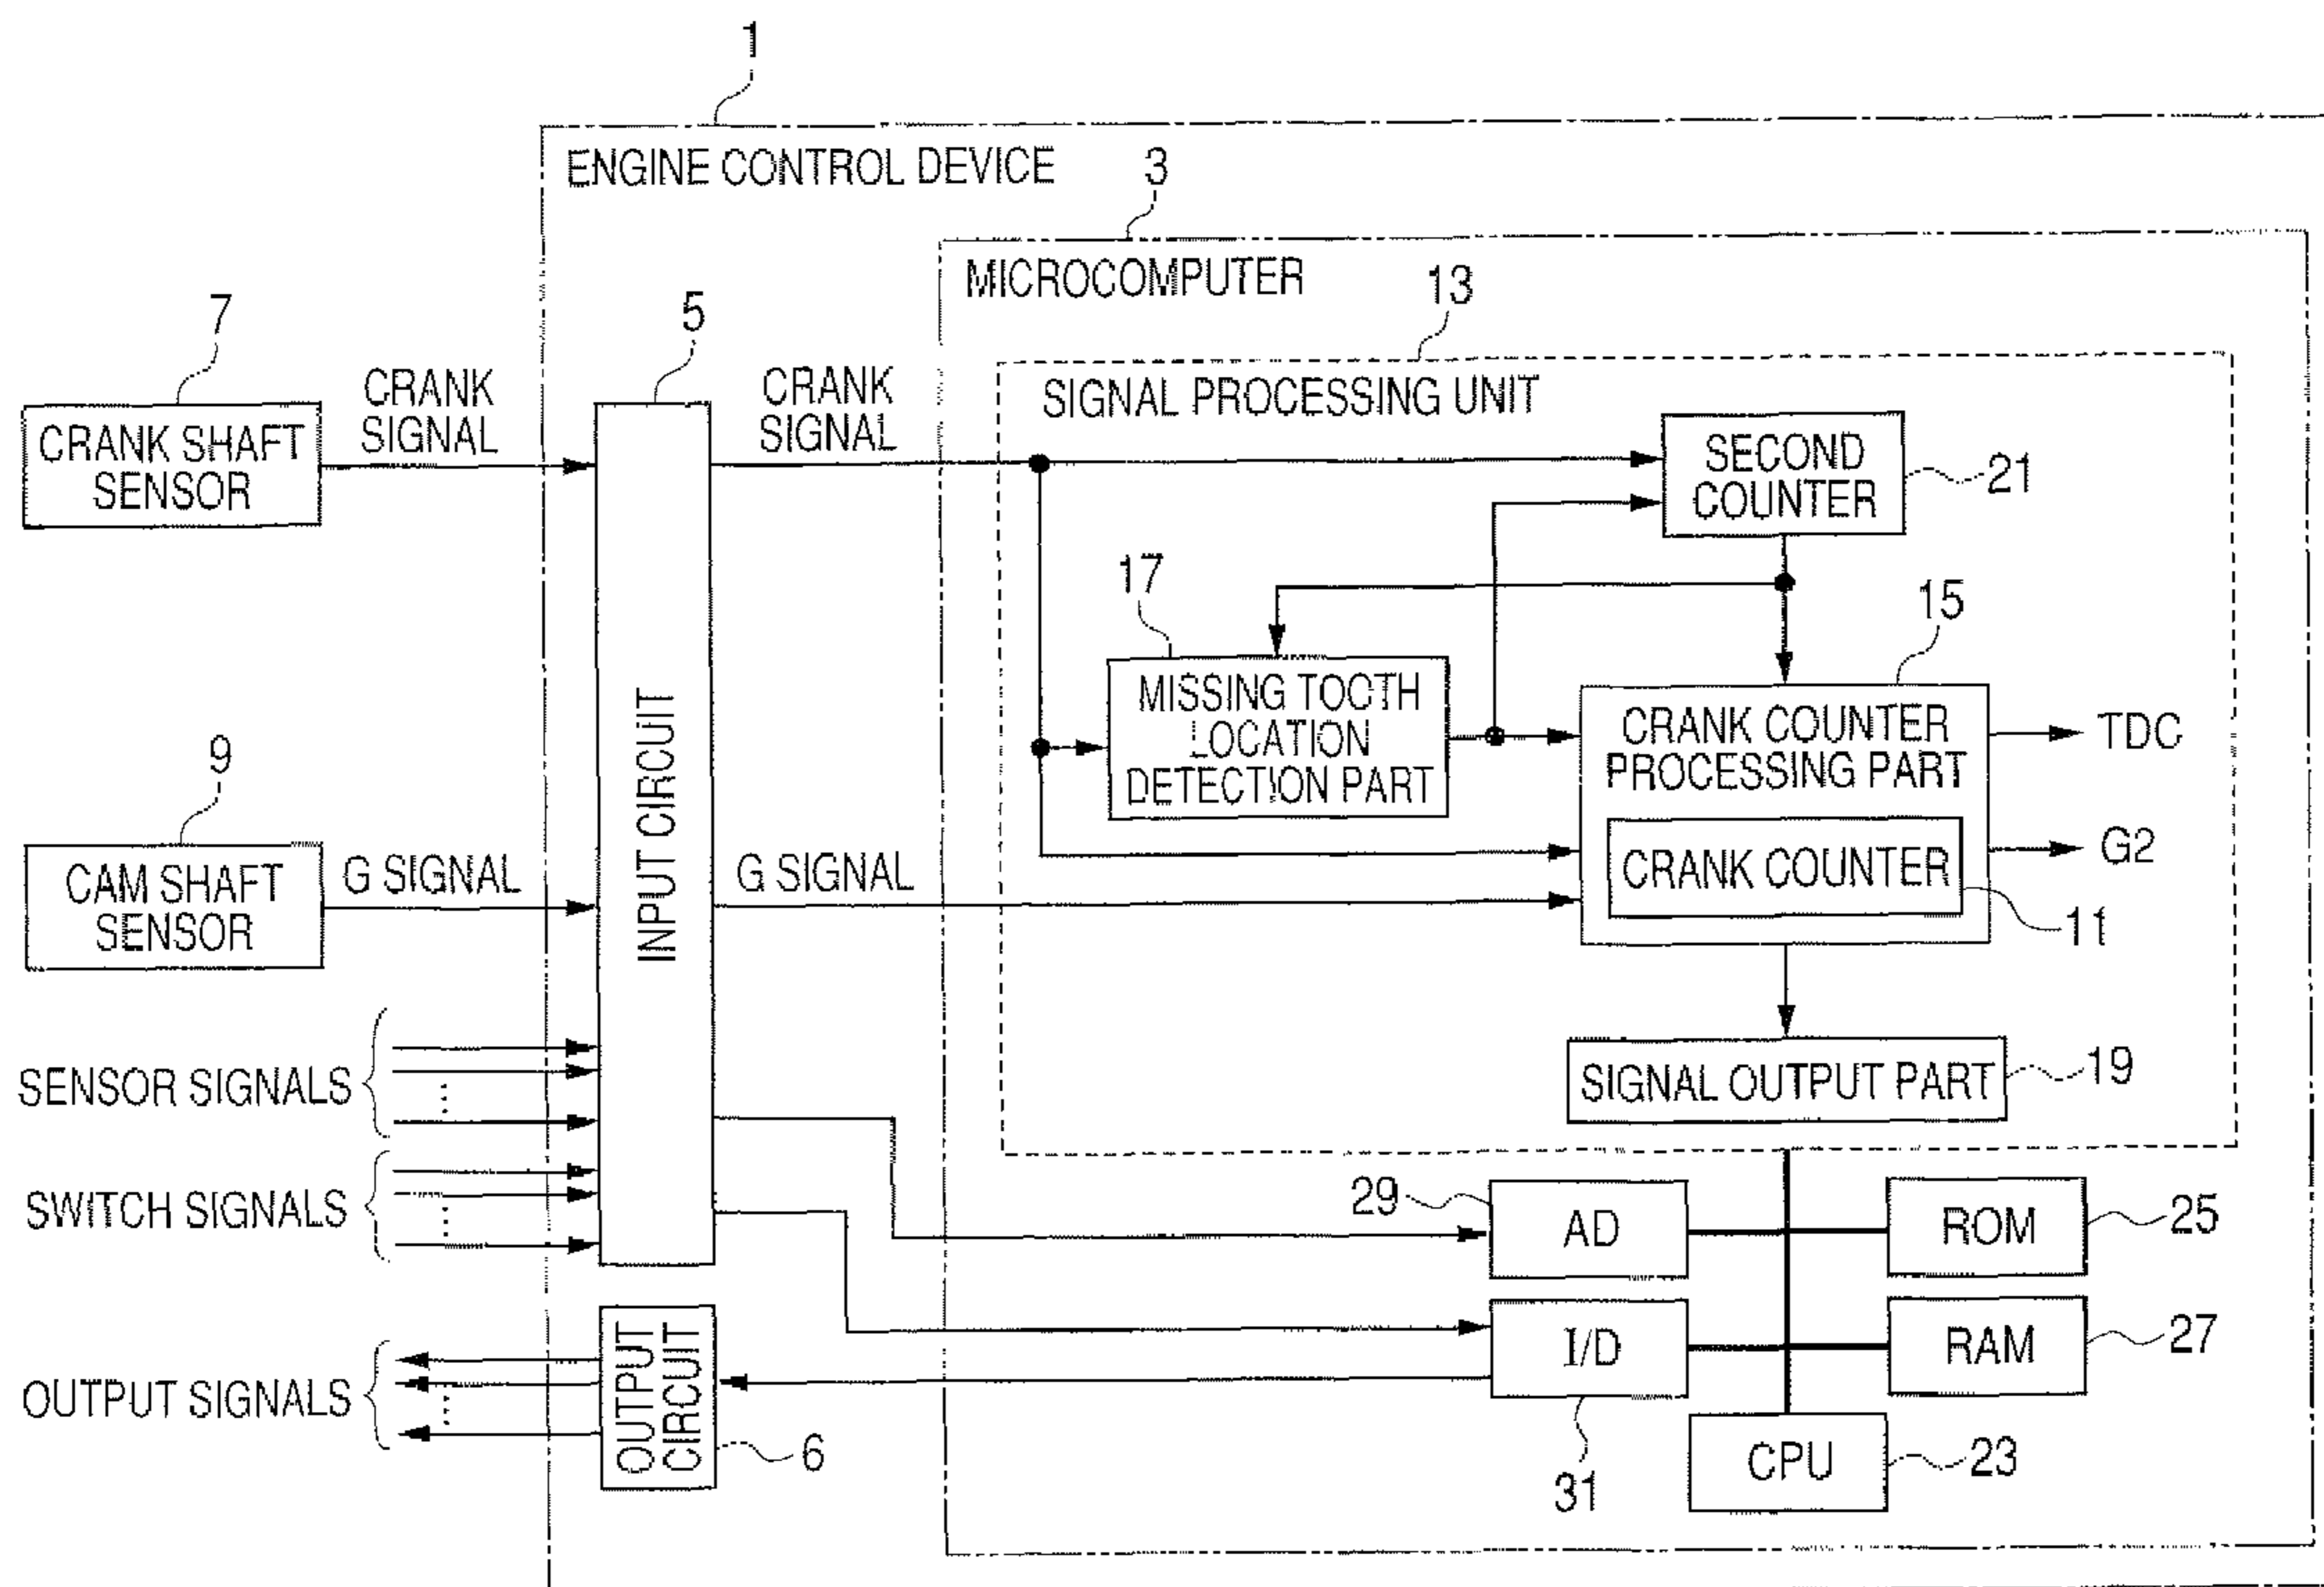 1
ENGINE CONTROL DEVICE
3
MICROCOMPUTER
13
7
5
CRANK
SIGNAL
CRANK
SIGNAL
SIGNAL PROCESSING UNIT
CRANK SHAFT
SENSOR
SECOND
COUNTER
21
17
15
MISSING TOCTH
LOCATION
DETECTION PART
CRANK COUNTER
PROCESSING PART
TDC
9
INPUT CIRCUIT
G2
CAM SHAFT
SENSOR
G SIGNAL
G SIGNAL
CRANK COUNTER
11
SENSOR SIGNALS
SIGNAL OUTPUT PART
19
SWITCH SIGNALS
29
AD
ROM
25
OUTPUT SIGNALS
OUTPUT
CIRCUIT
6
I/D
31
RAM
27
CPU
23